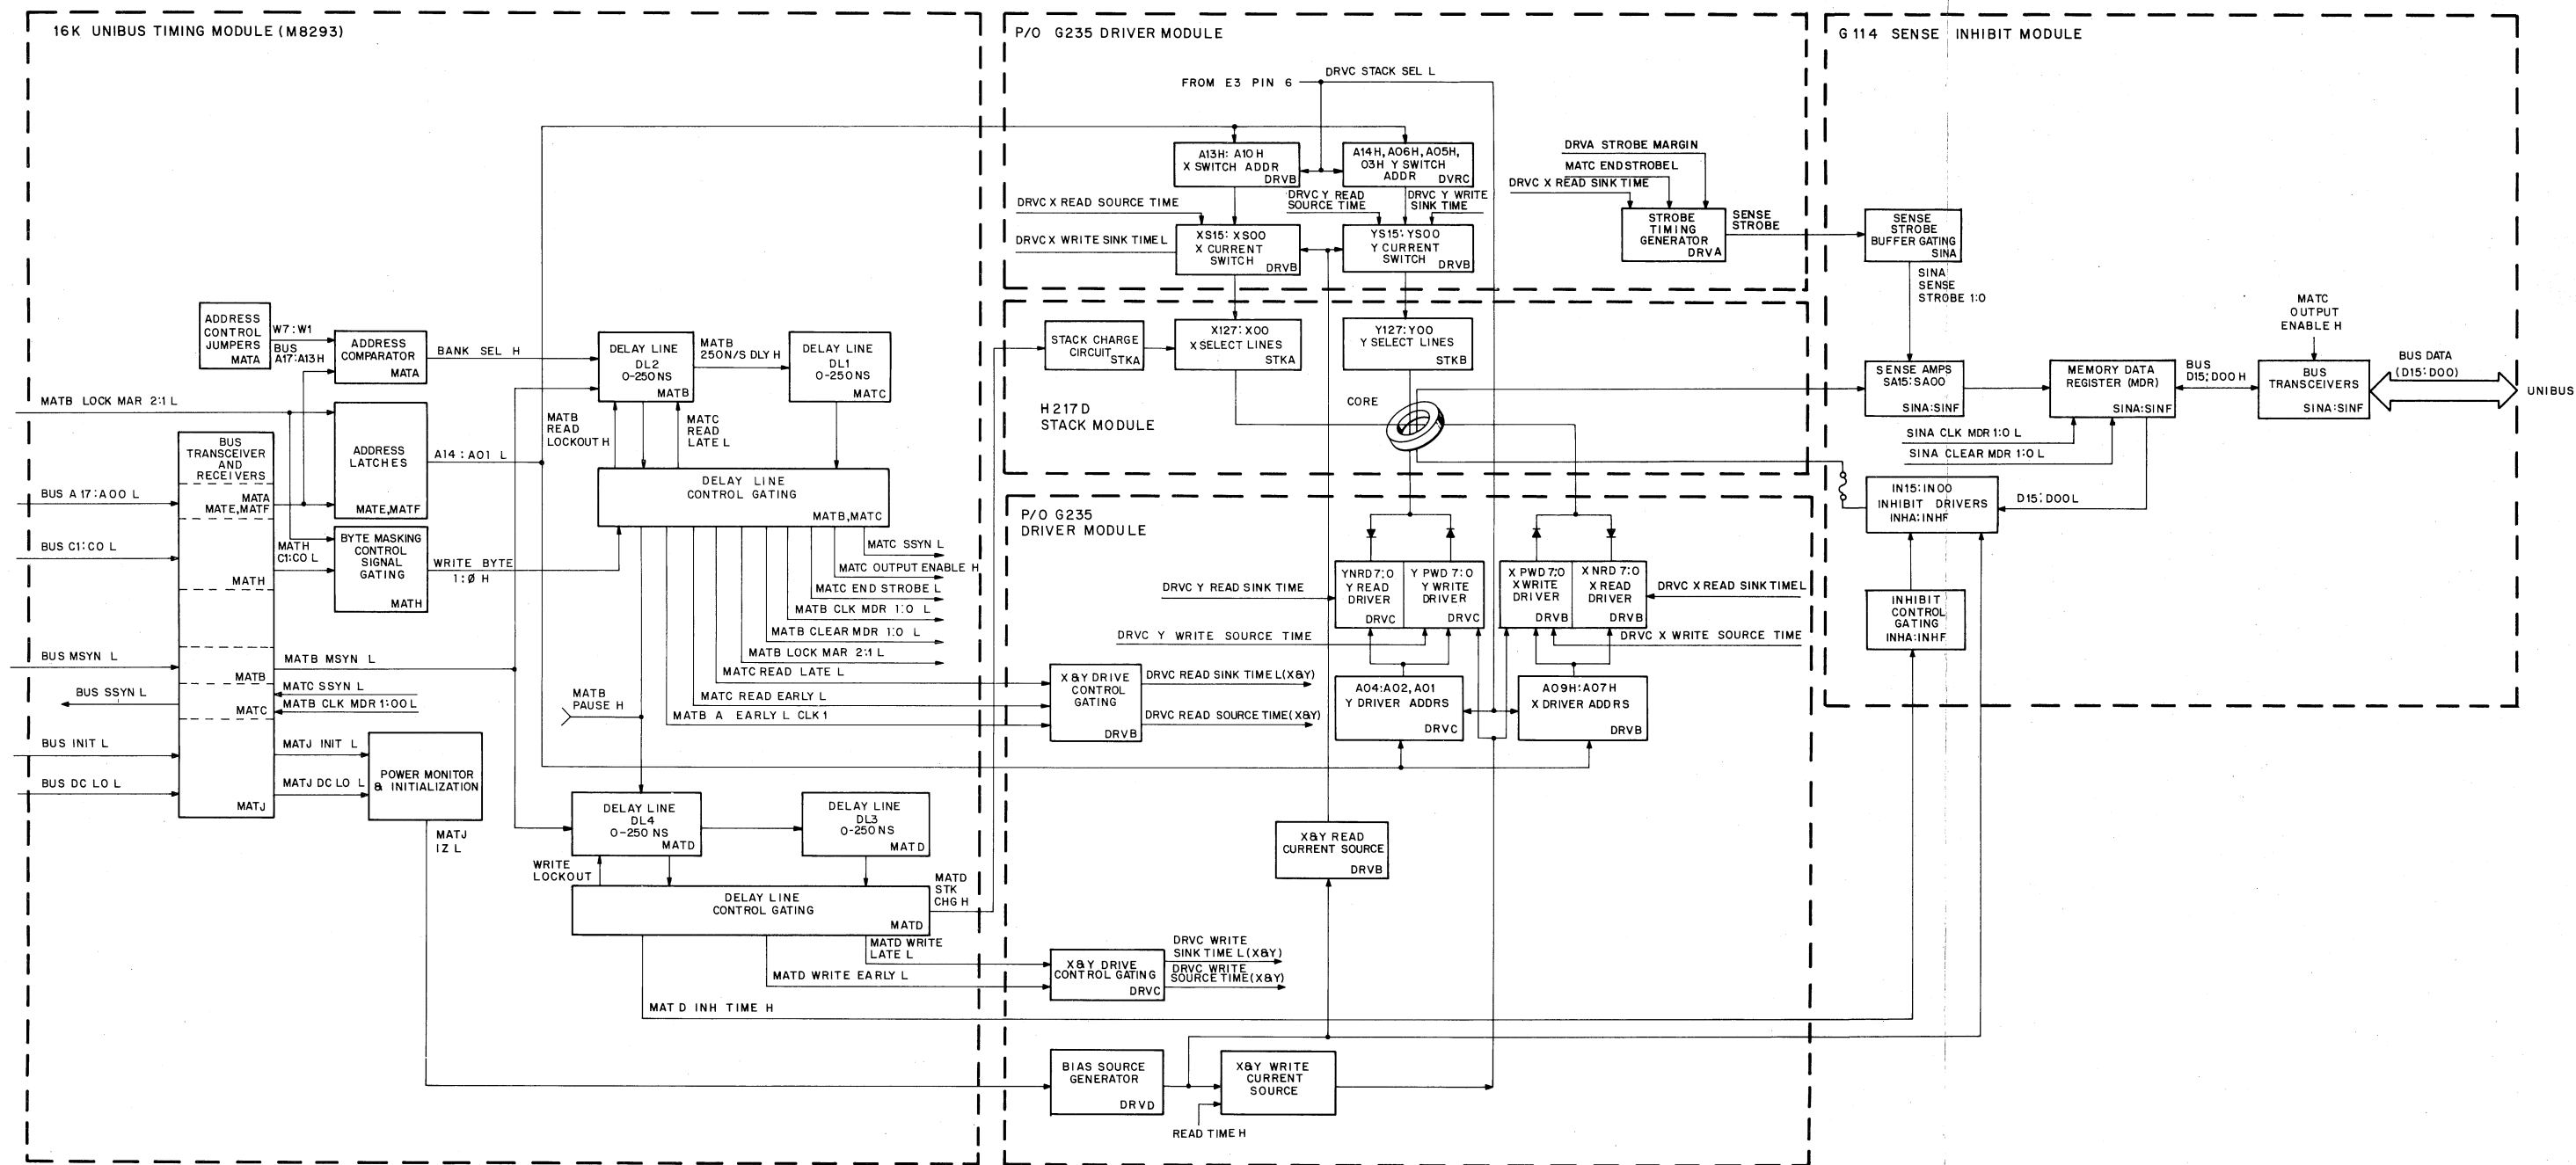 16K UNIBUS TIMING MODULE (M8293)
ADDRESS
CONTROL
JUMPERS
MATA
W7:W1
BUS
A17:A13H
ADDRESS
COMPARATOR
MATA
BANK SEL H
MATB LOCK MAR 2:1 L
BUS
TRANSCEIVER
AND
RECEIVERS
MATA
MATE,MATF
MATH
MATB
MATC
MATJ
ADDRESS
LATCHES
MATE,MATF
A14:A01 L
BUS A17:A00 L
BUS C1:C0 L
MATH
C1:C0 L
BYTE MASKING
CONTROL
SIGNAL
GATING
MATH
WRITE BYTE
1:Ø H
BUS MSYN L
MATB MSYN L
BUS SSYN L
MATC SSYN L
MATB CLK MDR 1:00 L
BUS INIT L
MATJ INIT L
BUS DC LO L
MATJ DC LO L
POWER MONITOR
& INITIALIZATION
MATJ
IZ L
DELAY LINE
DL2
0-250NS
MATB
MATB
250N/S DLY H
DELAY LINE
DL1
0-250NS
MATC
MATB
READ
LOCKOUT H
MATC
READ
LATE L
DELAY LINE
CONTROL GATING
MATB,MATC
MATC SSYN L
MATC OUTPUT ENABLE H
MATC END STROBE L
MATB CLK MDR 1:0 L
MATB CLEAR MDR 1:0 L
MATB LOCK MAR 2:1 L
MATC READ LATE L
MATC READ EARLY L
MATB A EARLY L CLK 1
MATB
PAUSE H
DELAY LINE
DL4
0-250 NS
MATD
DELAY LINE
DL3
0-250NS
MATD
WRITE
LOCKOUT
DELAY LINE
CONTROL GATING
MATD
MATD
STK
CHG H
MATD WRITE
LATE L
MATD WRITE EARLY L
MAT D INH TIME H
P/O G235 DRIVER MODULE
FROM E3 PIN 6
DRVC STACK SEL L
A13H: A10H
X SWITCH ADDR
DRVB
A14H, A06H, A05H,
03H Y SWITCH
ADDR
DVRC
DRVC X READ SOURCE TIME
DRVC Y READ
SOURCE TIME
DRVC Y WRITE
SINK TIME
DRVC X WRITE SINK TIME L
XS15: XS00
X CURRENT
SWITCH
DRVB
YS15: YS00
Y CURRENT
SWITCH
DRVB
DRVA STROBE MARGIN
MATC END STROBE L
DRVC X READ SINK TIME
STROBE
TIMING
GENERATOR
DRVA
SENSE
STROBE
STACK CHARGE
CIRCUIT
STKA
X127: X00
X SELECT LINES
STKA
Y127: Y00
Y SELECT LINES
STKB
CORE
H217D
STACK MODULE
P/O G235
DRIVER MODULE
DRVC Y READ SINK TIME
YNRD 7:0
Y READ
DRIVER
DRVC
Y PWD 7:0
Y WRITE
DRIVER
DRVC
X PWD 7:0
X WRITE
DRIVER
DRVB
X NRD 7:0
X READ
DRIVER
DRVB
DRVC X READ SINK TIME L
DRVC Y WRITE SOURCE TIME
DRVC X WRITE SOURCE TIME
X&Y DRIVE
CONTROL
GATING
DRVB
DRVC READ SINK TIME L (X&Y)
DRVC READ SOURCE TIME (X&Y)
A04:A02, A01
Y DRIVER ADDRS
DRVC
A09H: A07H
X DRIVER ADDRS
DRVB
X&Y READ
CURRENT SOURCE
DRVB
X&Y DRIVE
CONTROL GATING
DRVC
DRVC WRITE
SINK TIME L (X&Y)
DRVC WRITE
SOURCE TIME (X&Y)
BIAS SOURCE
GENERATOR
DRVD
X&Y WRITE
CURRENT
SOURCE
READ TIME H
G114 SENSE INHIBIT MODULE
SENSE
STROBE
BUFFER GATING
SINA
SINA
SENSE
STROBE 1:0
SENSE AMPS
SA15: SA00
SINA:SINF
MEMORY DATA
REGISTER (MDR)
SINA:SINF
BUS
D15:D00 H
MATC
OUTPUT
ENABLE H
BUS
TRANSCEIVERS
SINA:SINF
BUS DATA
(D15:D00)
UNIBUS
SINA CLK MDR 1:0 L
SINA CLEAR MDR 1:0 L
IN15: IN00
INHIBIT DRIVERS
INHA: INHF
D15: D00 L
INHIBIT
CONTROL
GATING
INHA:INHF